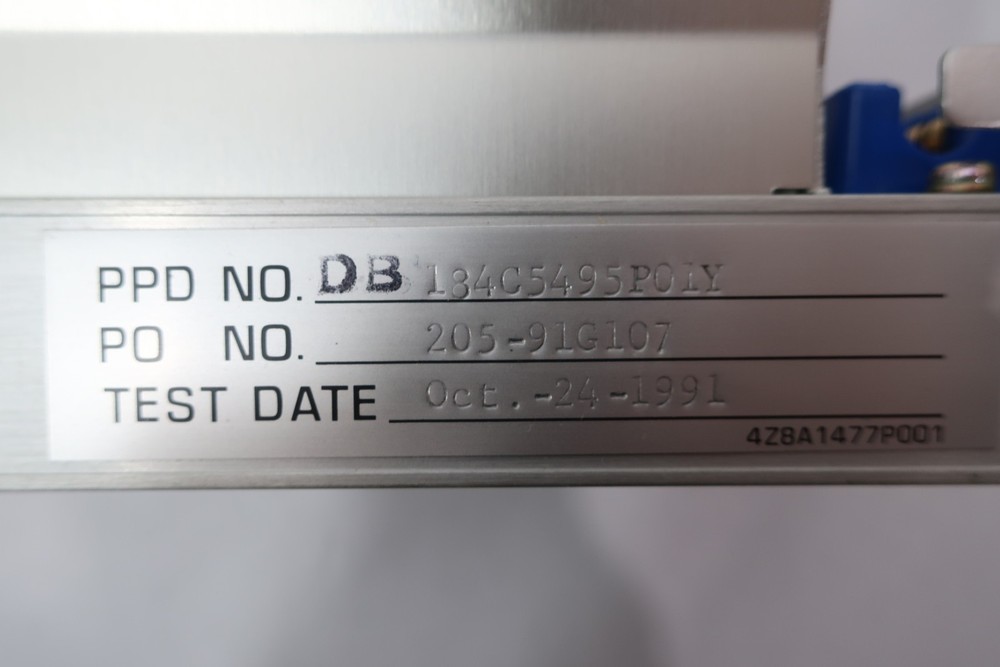 PPD NO. DB 184C5495P01Y
PO NO. 205-91G107
TEST DATE Oct.-24-1991
4Z8A1477P001